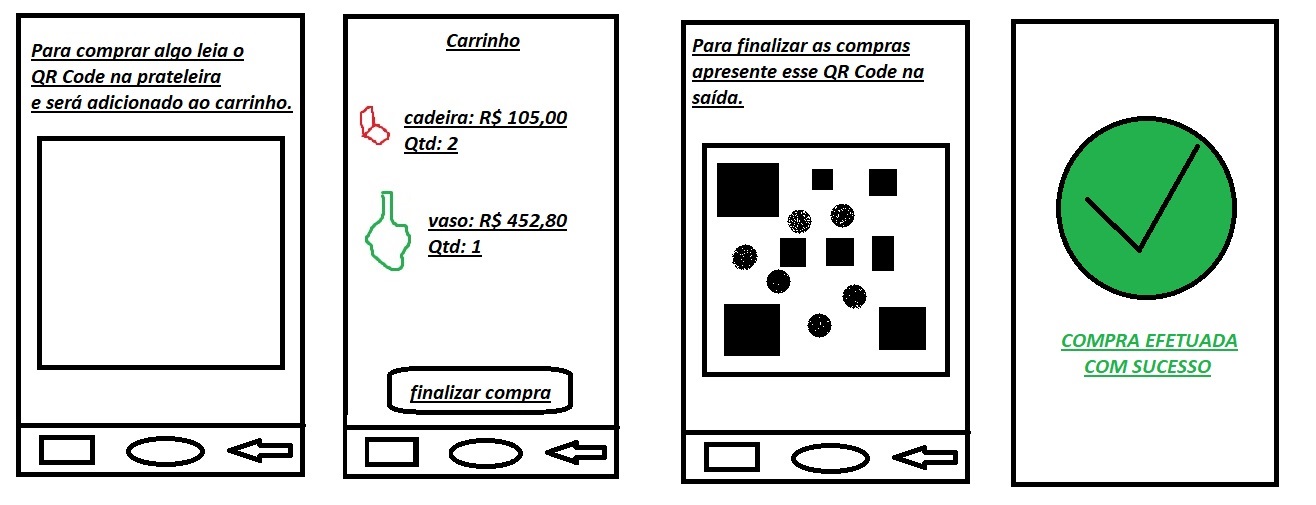 Para comprar algo leia o
QR Code na prateleira
e será adicionado ao carrinho.
Carrinho
cadeira: R$ 105,00
Qtd: 2
vaso: R$ 452,80
Qtd: 1
finalizar compra
Para finalizar as compras
apresente esse QR Code na
saída.
COMPRA EFETUADA
COM SUCESSO